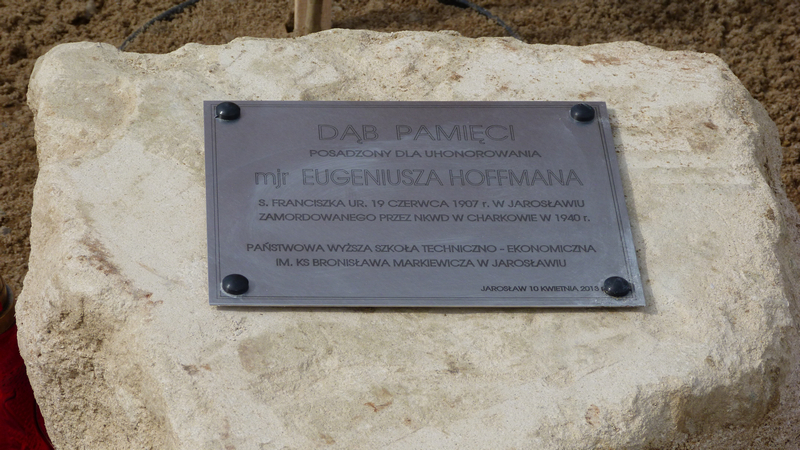 DĄB PAMIĘCI
POSADZONY DLA UHONOROWANIA
mjr EUGENIUSZA HOFFMANA
S. FRANCISZKA UR. 19 CZERWCA 1907 r. W JAROSŁAWIU
ZAMORDOWANEGO PRZEZ NKWD W CHARKOWIE W 1940 r.
PAŃSTWOWA WYŻSZA SZKOŁA TECHNICZNO - EKONOMICZNA
IM. KS BRONISŁAWA MARKIEWICZA W JAROSŁAWIU
JAROSŁAW 10 KWIETNIA